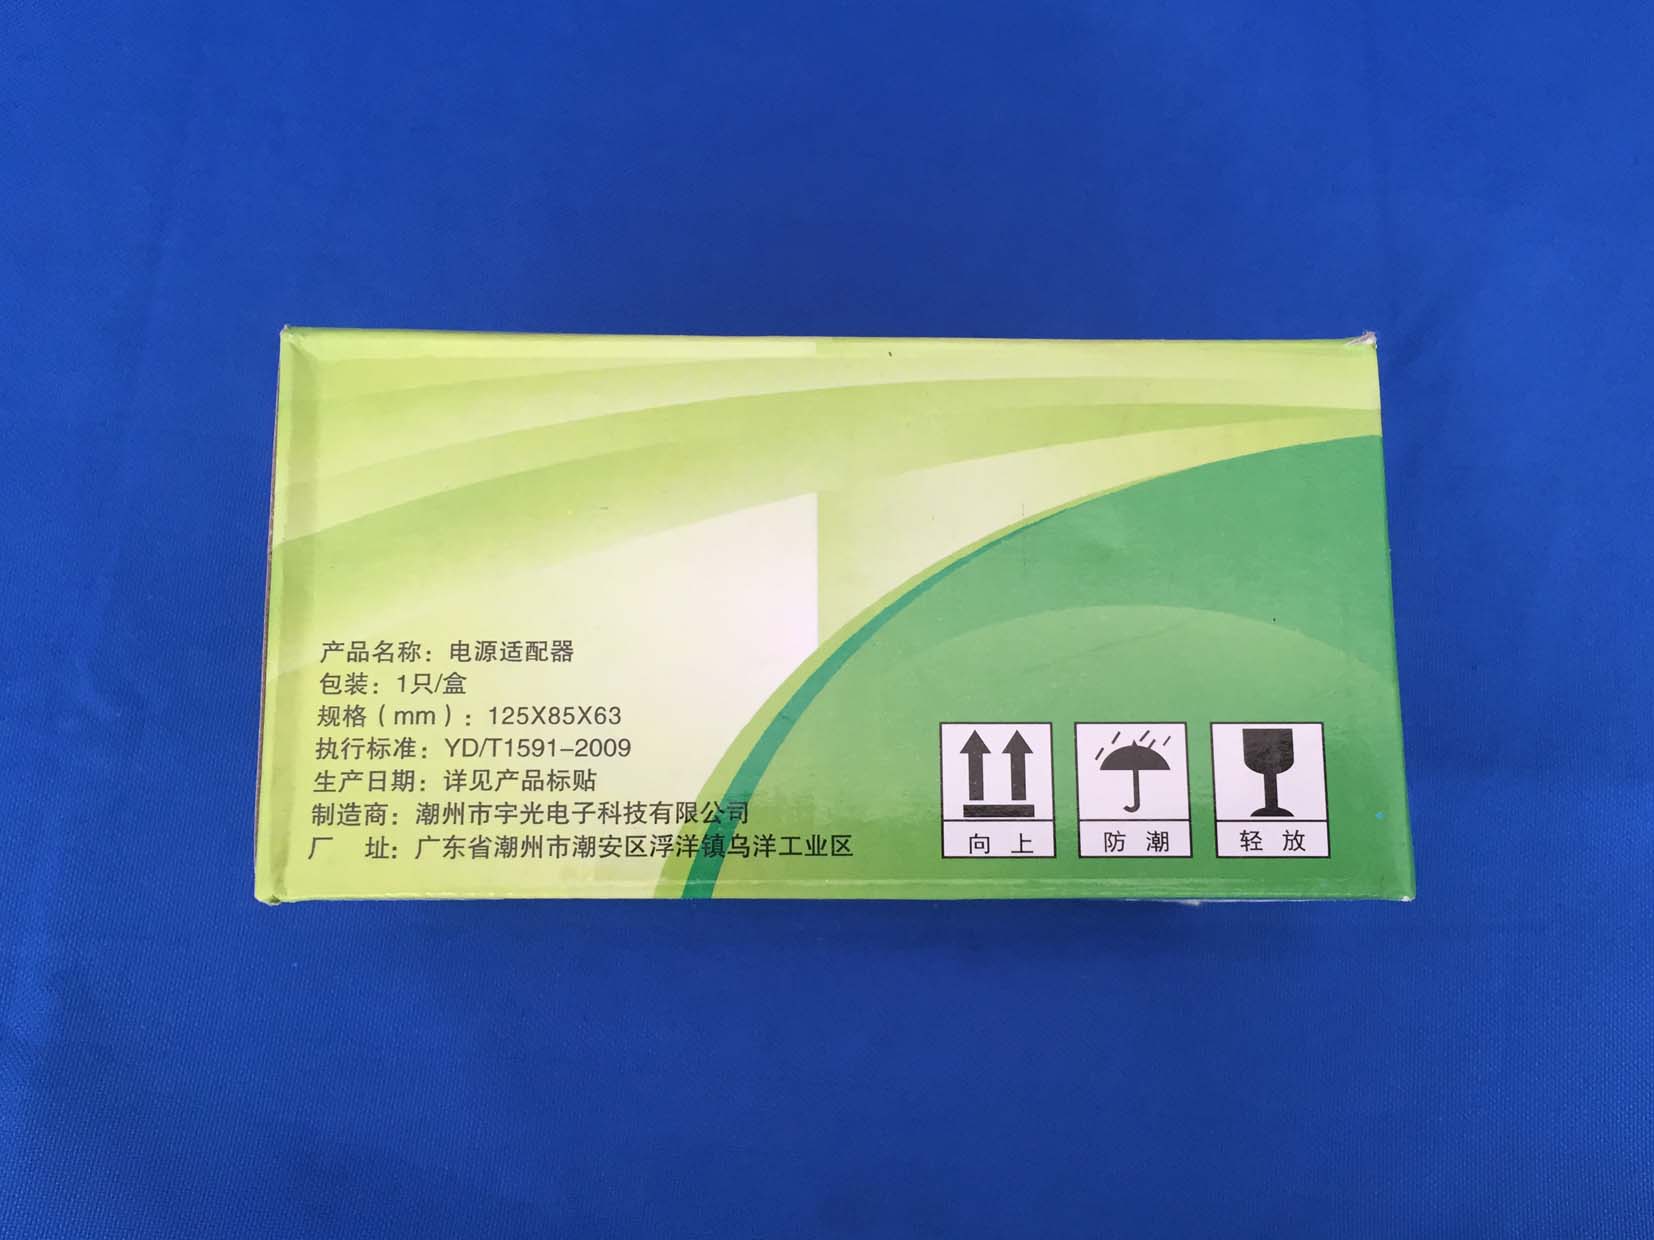 产品名称：电源适配器
包装：1只/盒
规格（mm）：125X85X63
执行标准：YD/T1591-2009
生产日期：详见产品标贴
制造商：潮州市宇光电子科技有限公司
厂 址：广东省潮州市潮安区浮洋镇乌洋工业区
向上 防潮 轻放